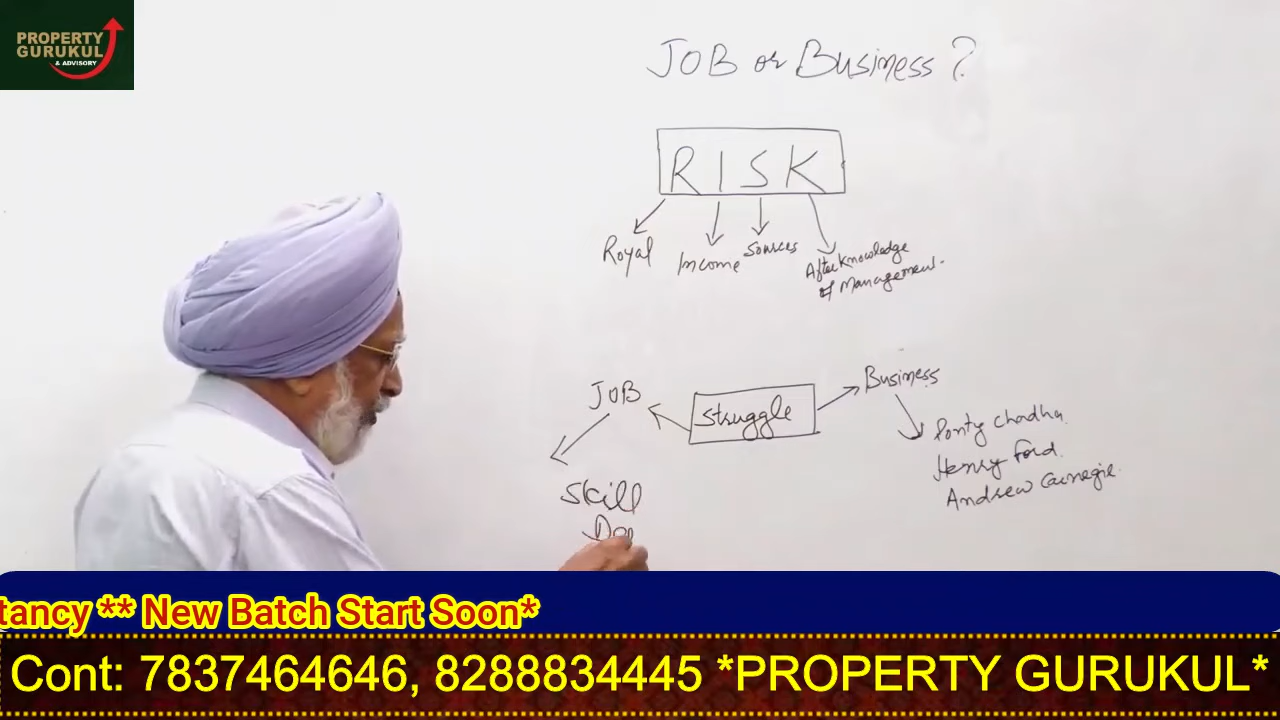 PROPERTY
GURUKUL
& ADVISORY
JOB or Business ?
RISK
Royal Income Sources After Knowledge
of Management.
JOB Struggle Business
Ponty Chadha
Henry Ford.
Andrew Carnegie.
Skill
tancy ** New Batch Start Soon*
Cont: 7837464646, 8288834445 *PROPERTY GURUKUL*